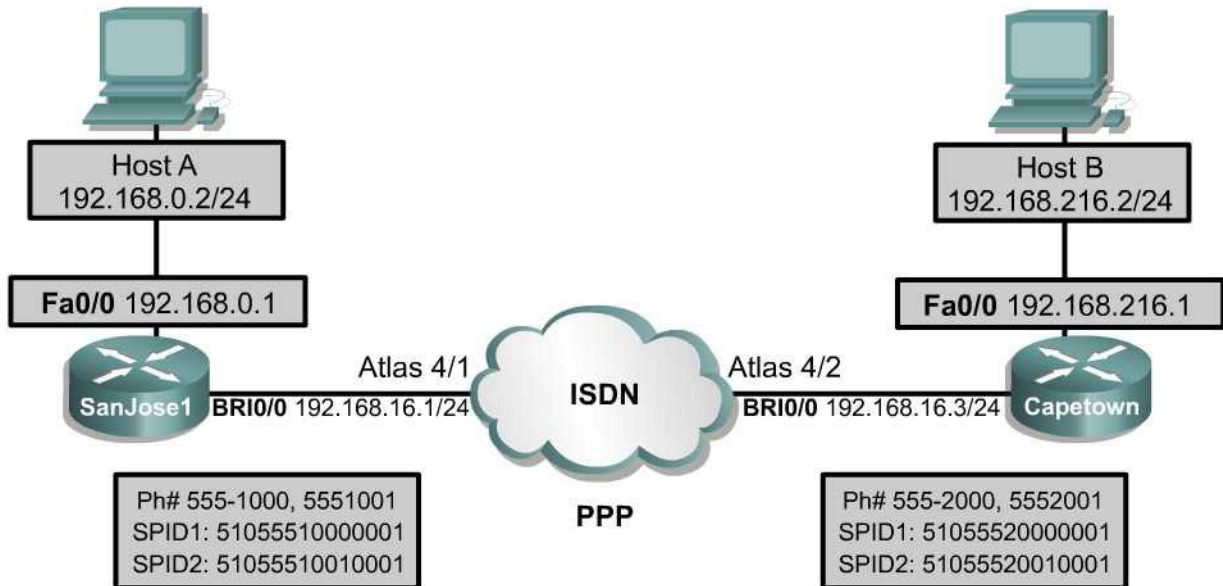 Host A
192.168.0.2/24
Host B
192.168.216.2/24
Fa0/0 192.168.0.1
Fa0/0 192.168.216.1
Atlas 4/1
Atlas 4/2
SanJose1
BRI0/0 192.168.16.1/24
ISDN
BRI0/0 192.168.16.3/24
Capetown
Ph# 555-1000, 5551001
SPID1: 51055510000001
SPID2: 51055510010001
PPP
Ph# 555-2000, 5552001
SPID1: 51055520000001
SPID2: 51055520010001